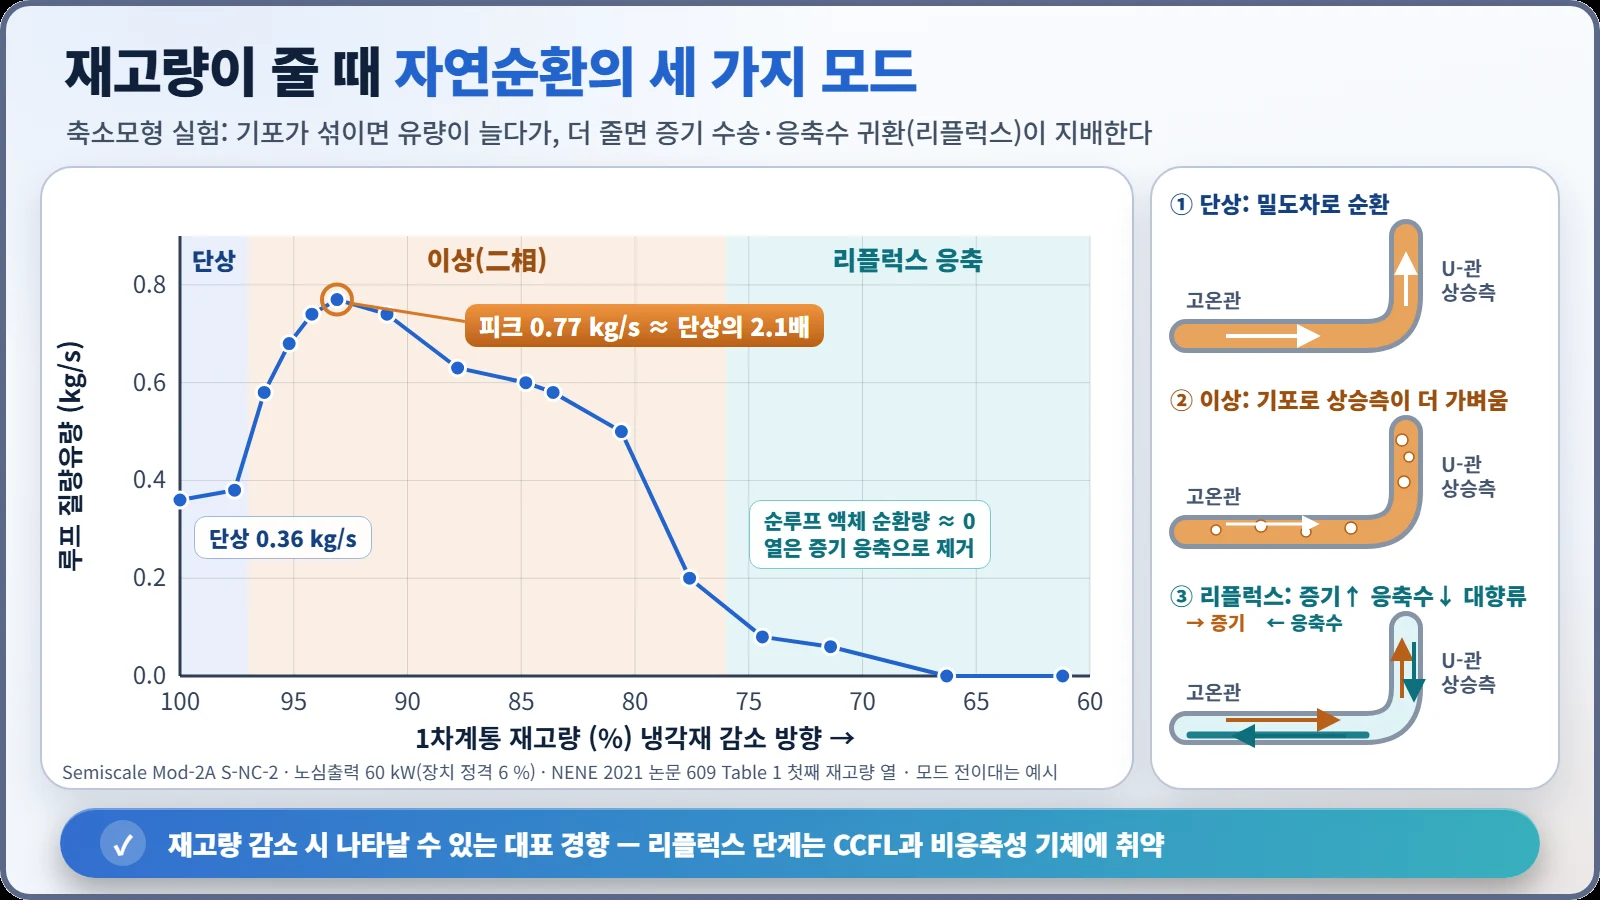 재고량이 줄 때 자연순환의 세 가지 모드
축소모형 실험: 기포가 섞이면 유량이 늘다가, 더 줄면 증기 수송·응축수 귀환(리플럭스)이 지배한다
단상
이상(二相)
리플럭스 응축
0.8
0.6
0.4
0.2
0.0
루프 질량유량 (kg/s)
피크 0.77 kg/s ≈ 단상의 2.1배
단상 0.36 kg/s
순루프 액체 순환량 ≈ 0
열은 증기 응축으로 제거
100
95
90
85
80
75
70
65
60
1차계통 재고량 (%) 냉각재 감소 방향 →
Semiscale Mod-2A S-NC-2 · 노심출력 60 kW(장치 정격 6 %) · NENE 2021 논문 609 Table 1 첫째 재고량 열 · 모드 전이대는 예시
① 단상: 밀도차로 순환
고온관
U-관
상승측
② 이상: 기포로 상승측이 더 가벼움
고온관
U-관
상승측
③ 리플럭스: 증기↑ 응축수↓ 대향류
→ 증기 ← 응축수
고온관
U-관
상승측
✓ 재고량 감소 시 나타날 수 있는 대표 경향 — 리플럭스 단계는 CCFL과 비응축성 기체에 취약